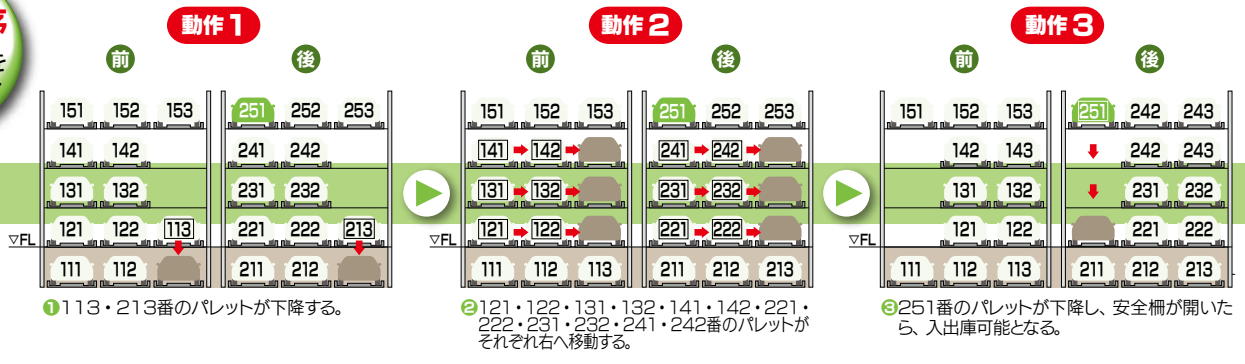 動作1
動作2
動作3
前 後
前 後
前 後
151 152 153 251 252 253
141 142 241 242
131 132 231 232
121 122 113 221 222 213
▽FL
111 112 211 212
❶113・213番のパレットが下降する。
151 152 153 251 252 253
141 142 241 242
131 132 231 232
121 122 221 222
▽FL
111 112 113 211 212 213
❷121・122・131・132・141・142・221・
222・231・232・241・242番のパレットが
それぞれ右へ移動する。
151 152 153 251 242 243
142 143 242 243
131 132 231 232
121 122 221 222
▽FL
111 112 113 211 212 213
❸251番のパレットが下降し、安全柵が開いた
ら、入出庫可能となる。